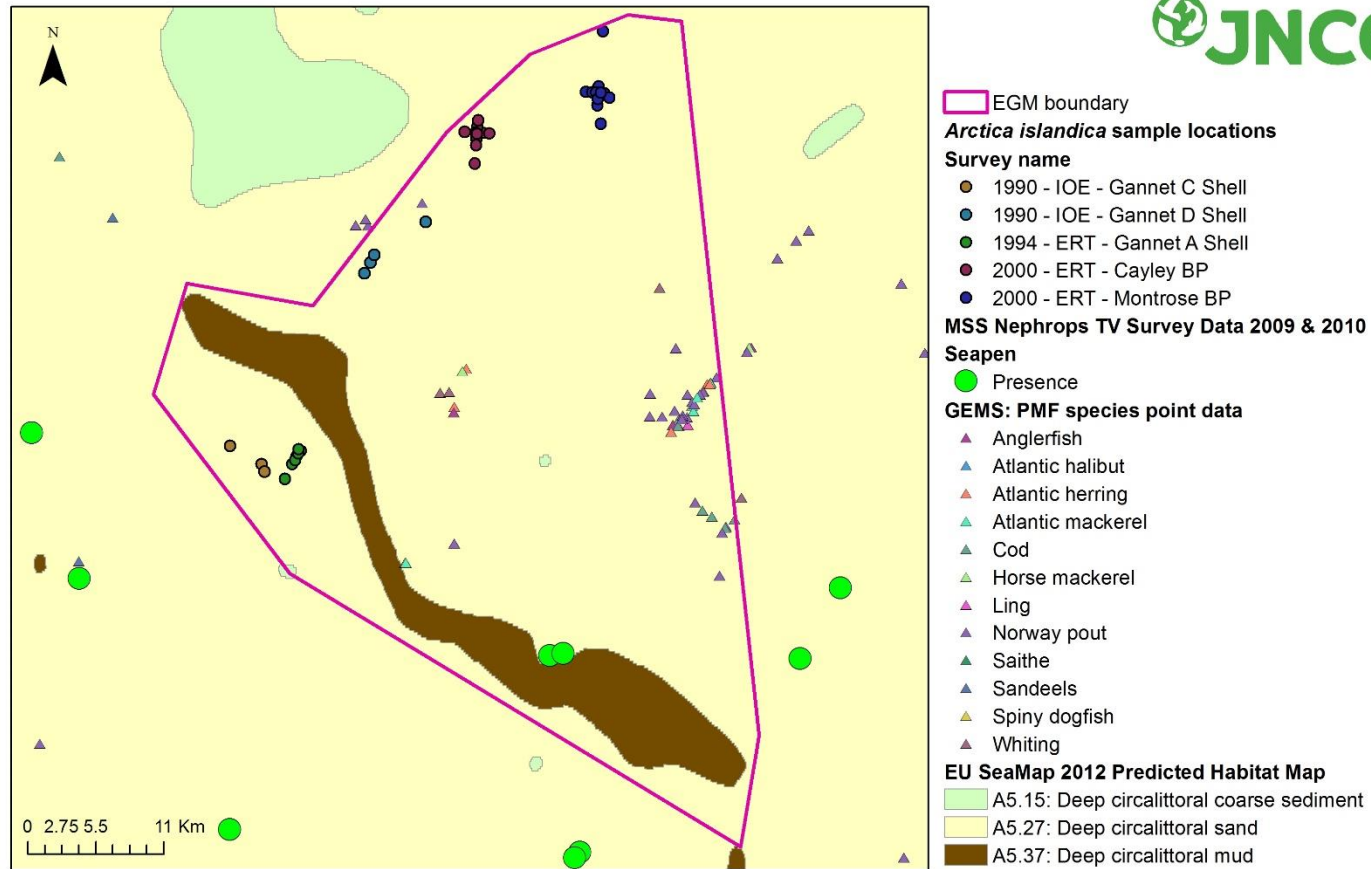 N
0 2.75 5.5 11 Km
JNC
EGM boundary
Arctica islandica sample locations
Survey name
1990 - IOE - Gannet C Shell
1990 - IOE - Gannet D Shell
1994 - ERT - Gannet A Shell
2000 - ERT - Cayley BP
2000 - ERT - Montrose BP
MSS Nephrops TV Survey Data 2009 & 2010
Seapen
Presence
GEMS: PMF species point data
Anglerfish
Atlantic halibut
Atlantic herring
Atlantic mackerel
Cod
Horse mackerel
Ling
Norway pout
Saithe
Sandeels
Spiny dogfish
Whiting
EU SeaMap 2012 Predicted Habitat Map
A5.15: Deep circalittoral coarse sediment
A5.27: Deep circalittoral sand
A5.37: Deep circalittoral mud